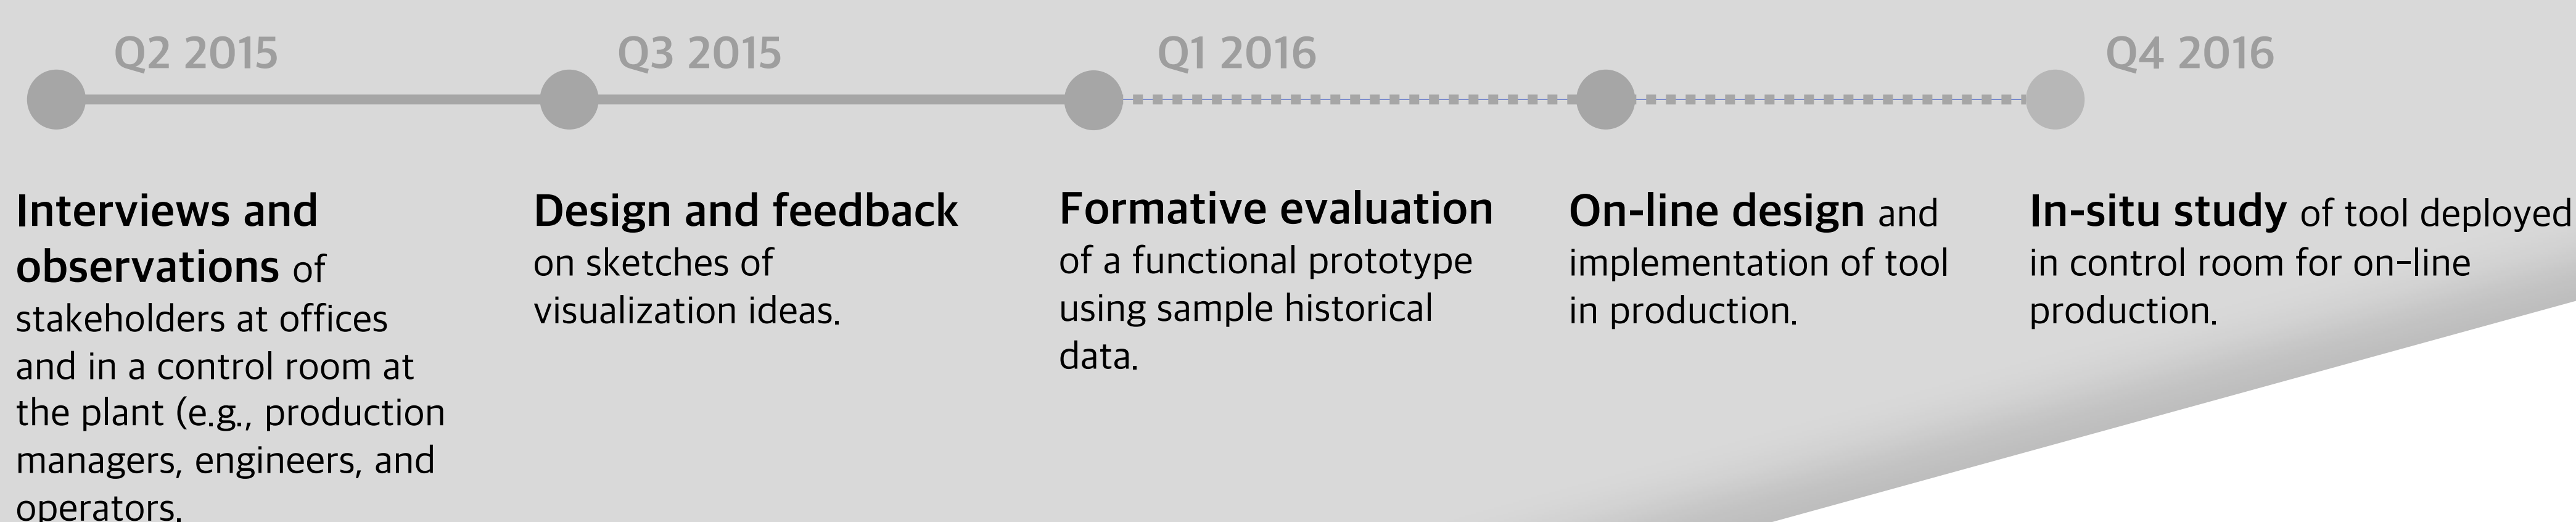 Q2 2015
Q3 2015
Q1 2016
Q4 2016
Interviews and
observations of
stakeholders at offices
and in a control room at
the plant (e.g., production
managers, engineers, and
operators.
Design and feedback
on sketches of
visualization ideas.
Formative evaluation
of a functional prototype
using sample historical
data.
On-line design and
implementation of tool
in production.
In-situ study of tool deployed
in control room for on-line
production.